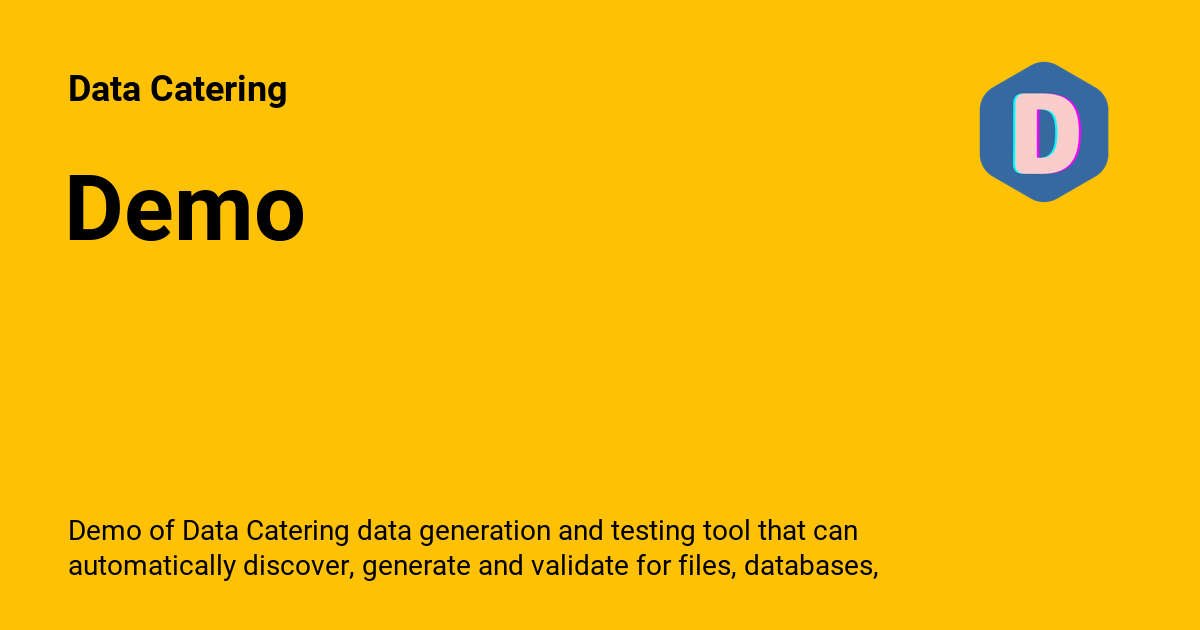 Data Catering
D
Demo
Demo of Data Catering data generation and testing tool that can
automatically discover, generate and validate for files, databases,